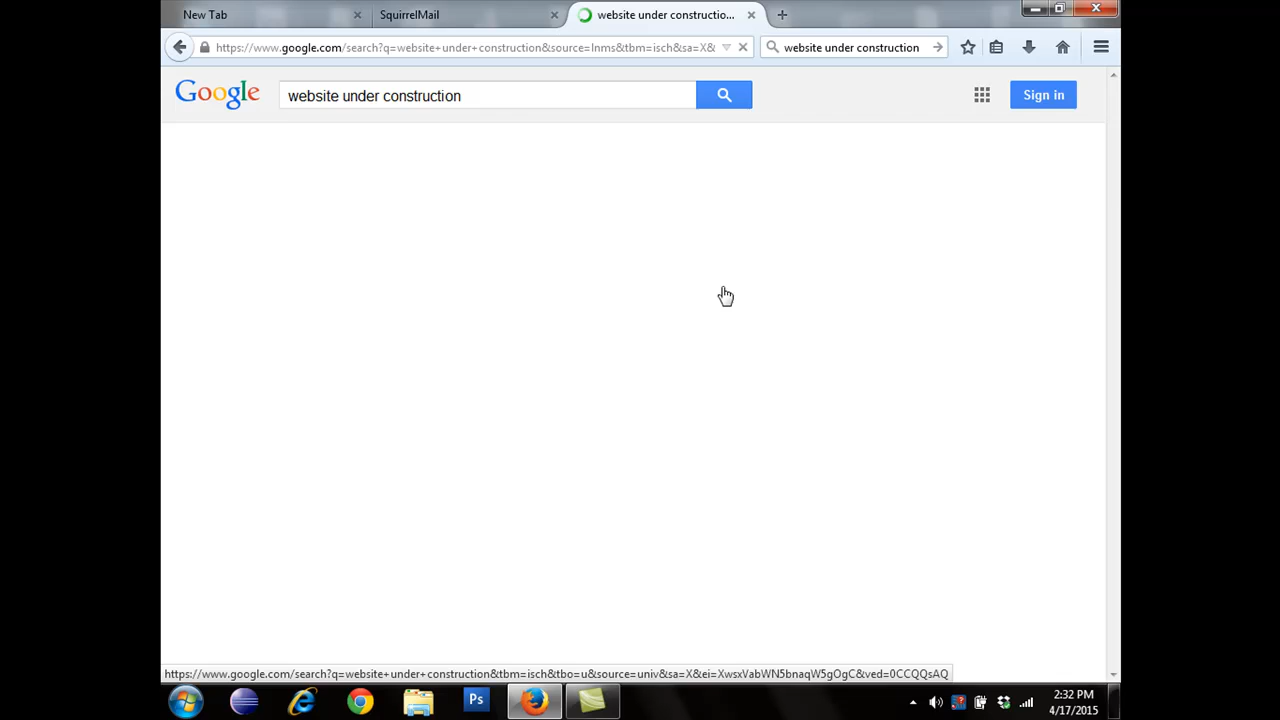 New Tab
SquirrelMail
website under constructio...
https://www.google.com/search?q=website+under+construction&source=lnms&tbm=isch&sa=X&
website under construction
Google
website under construction
Sign in
https://www.google.com/search?q=website+under+construction&tbm=isch&tbo=u&source=univ&sa=X&ei=XwsxVabWN5bnaqW5gOgC&ved=0CCQQsAQ
Ps
2:32 PM
4/17/2015